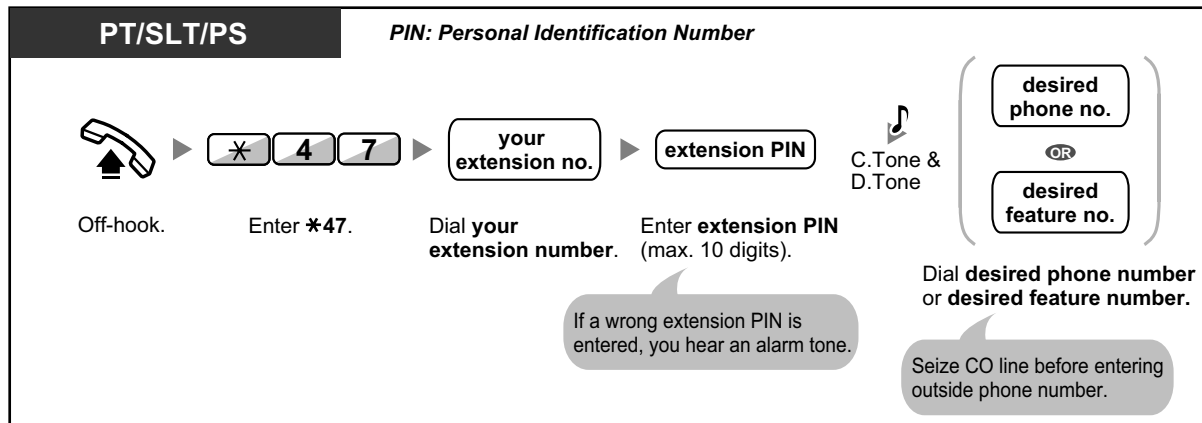 PT/SLT/PS
PIN: Personal Identification Number
✳ 4 7
your
extension no.
extension PIN
C.Tone &
D.Tone
desired
phone no.
OR
desired
feature no.
Off-hook.
Enter ✳47.
Dial your
extension number.
Enter extension PIN
(max. 10 digits).
Dial desired phone number
or desired feature number.
If a wrong extension PIN is
entered, you hear an alarm tone.
Seize CO line before entering
outside phone number.